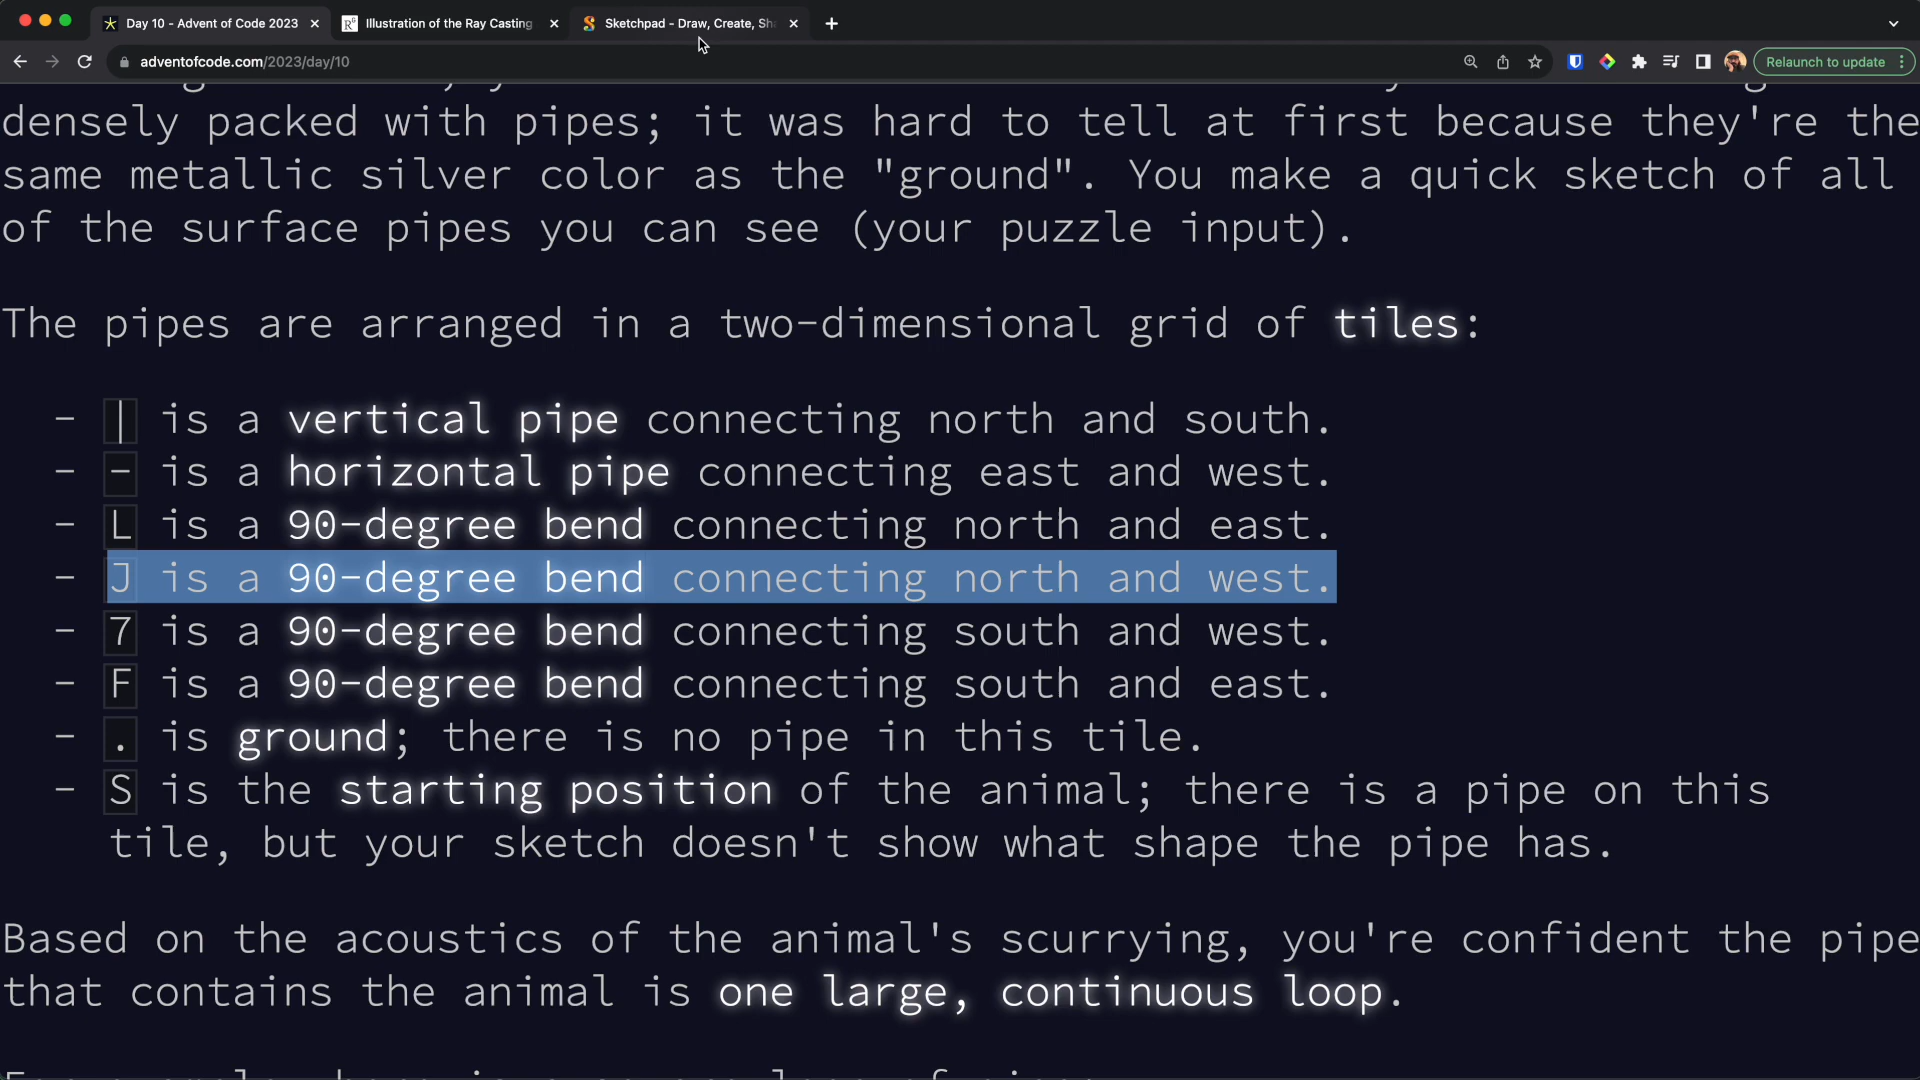 Day 10 - Advent of Code 2023
Illustration of the Ray Casting
Sketchpad - Draw, Create, Sha
adventofcode.com/2023/day/10
Relaunch to update
densely packed with pipes; it was hard to tell at first because they're the
same metallic silver color as the "ground". You make a quick sketch of all
of the surface pipes you can see (your puzzle input).
The pipes are arranged in a two-dimensional grid of tiles:
- | is a vertical pipe connecting north and south.
- - is a horizontal pipe connecting east and west.
- L is a 90-degree bend connecting north and east.
- J is a 90-degree bend connecting north and west.
- 7 is a 90-degree bend connecting south and west.
- F is a 90-degree bend connecting south and east.
- . is ground; there is no pipe in this tile.
- S is the starting position of the animal; there is a pipe on this
tile, but your sketch doesn't show what shape the pipe has.
Based on the acoustics of the animal's scurrying, you're confident the pipe
that contains the animal is one large, continuous loop.